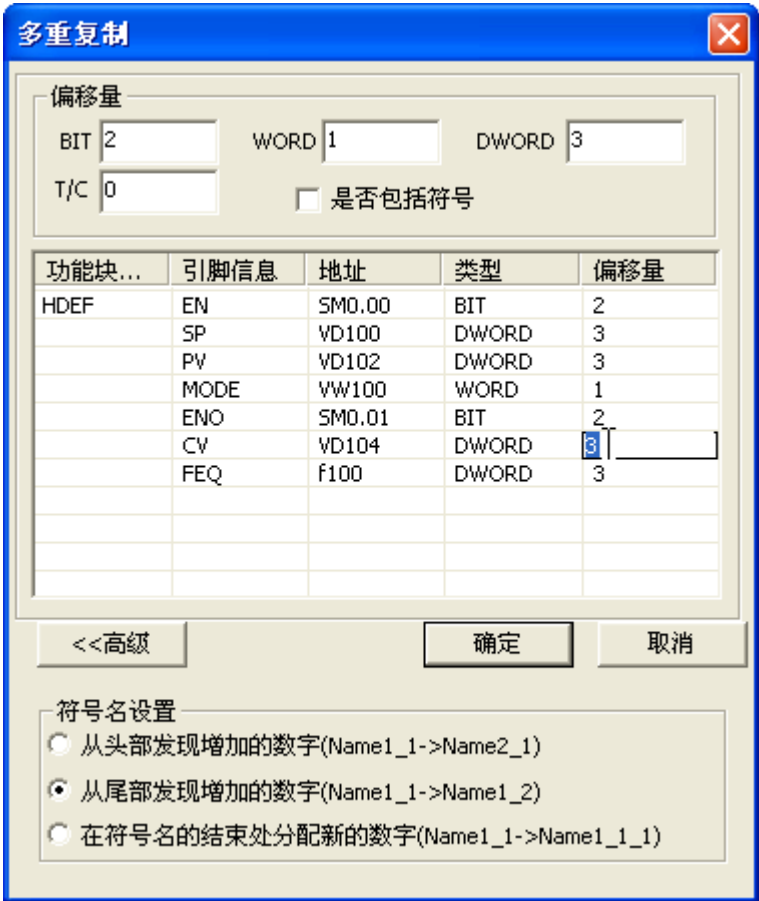 多重复制
偏移量
BIT 2 WORD 1 DWORD 3
T/C 0 是否包括符号
功能块... 引脚信息 地址 类型 偏移量
HDEF EN SM0.00 BIT 2
SP VD100 DWORD 3
PV VD102 DWORD 3
MODE VW100 WORD 1
ENO SM0.01 BIT 2
CV VD104 DWORD 3
FEQ f100 DWORD 3
<<高级 确定 取消
符号名设置
从头部发现增加的数字(Name1_1->Name2_1)
从尾部发现增加的数字(Name1_1->Name1_2)
在符号名的结束处分配新的数字(Name1_1->Name1_1_1)